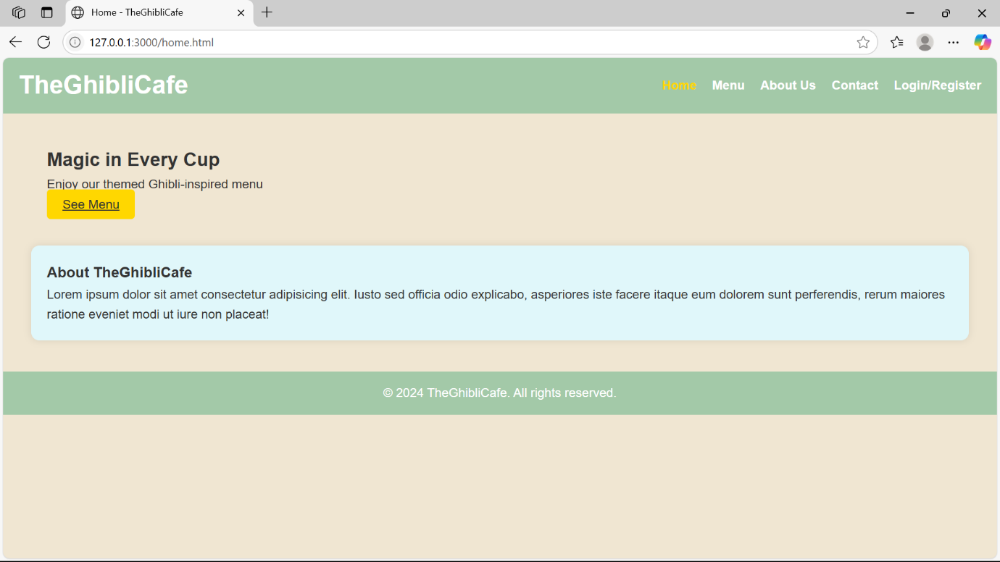 Home - TheGhibliCafe
127.0.0.1:3000/home.html
TheGhibliCafe
Home Menu About Us Contact Login/Register
Magic in Every Cup
Enjoy our themed Ghibli-inspired menu
See Menu
About TheGhibliCafe
Lorem ipsum dolor sit amet consectetur adipisicing elit. Iusto sed officia odio explicabo, asperiores iste facere itaque eum dolorem sunt perferendis, rerum maiores
ratione eveniet modi ut iure non placeat!
© 2024 TheGhibliCafe. All rights reserved.